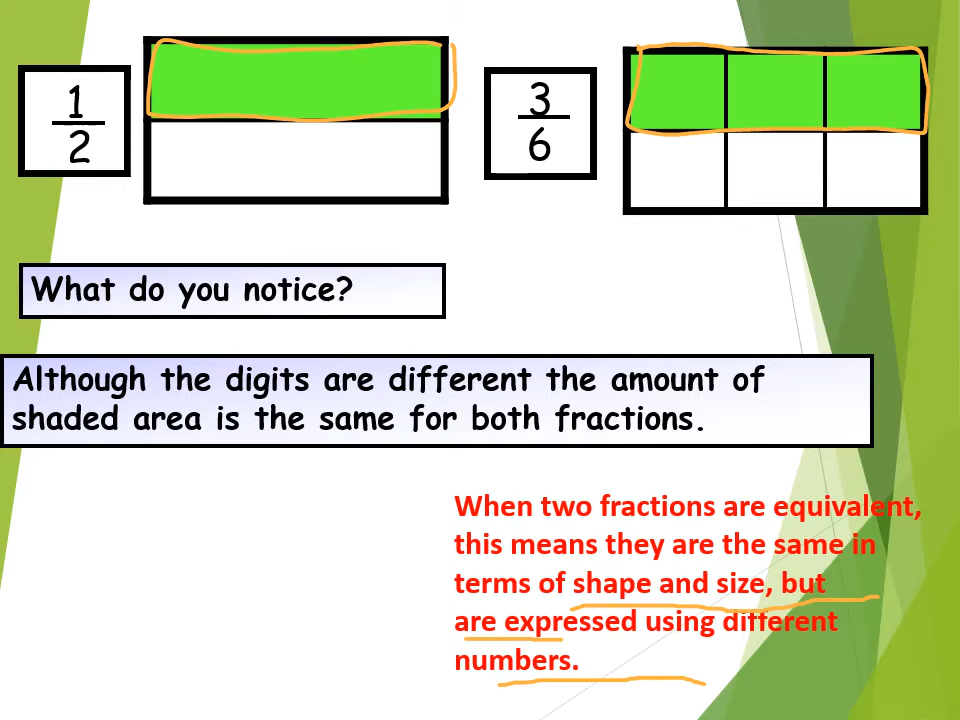 1
2
3
6
What do you notice?
Although the digits are different the amount of
shaded area is the same for both fractions.
When two fractions are equivalent,
this means they are the same in
terms of shape and size, but
are expressed using different
numbers.